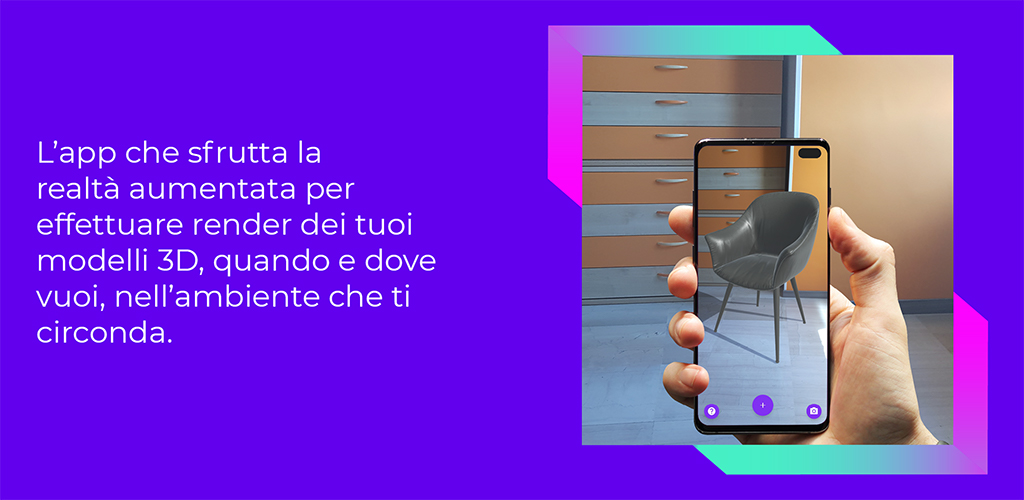 L’app che sfrutta la
realtà aumentata per
effettuare render dei tuoi
modelli 3D, quando e dove
vuoi, nell’ambiente che ti
circonda.